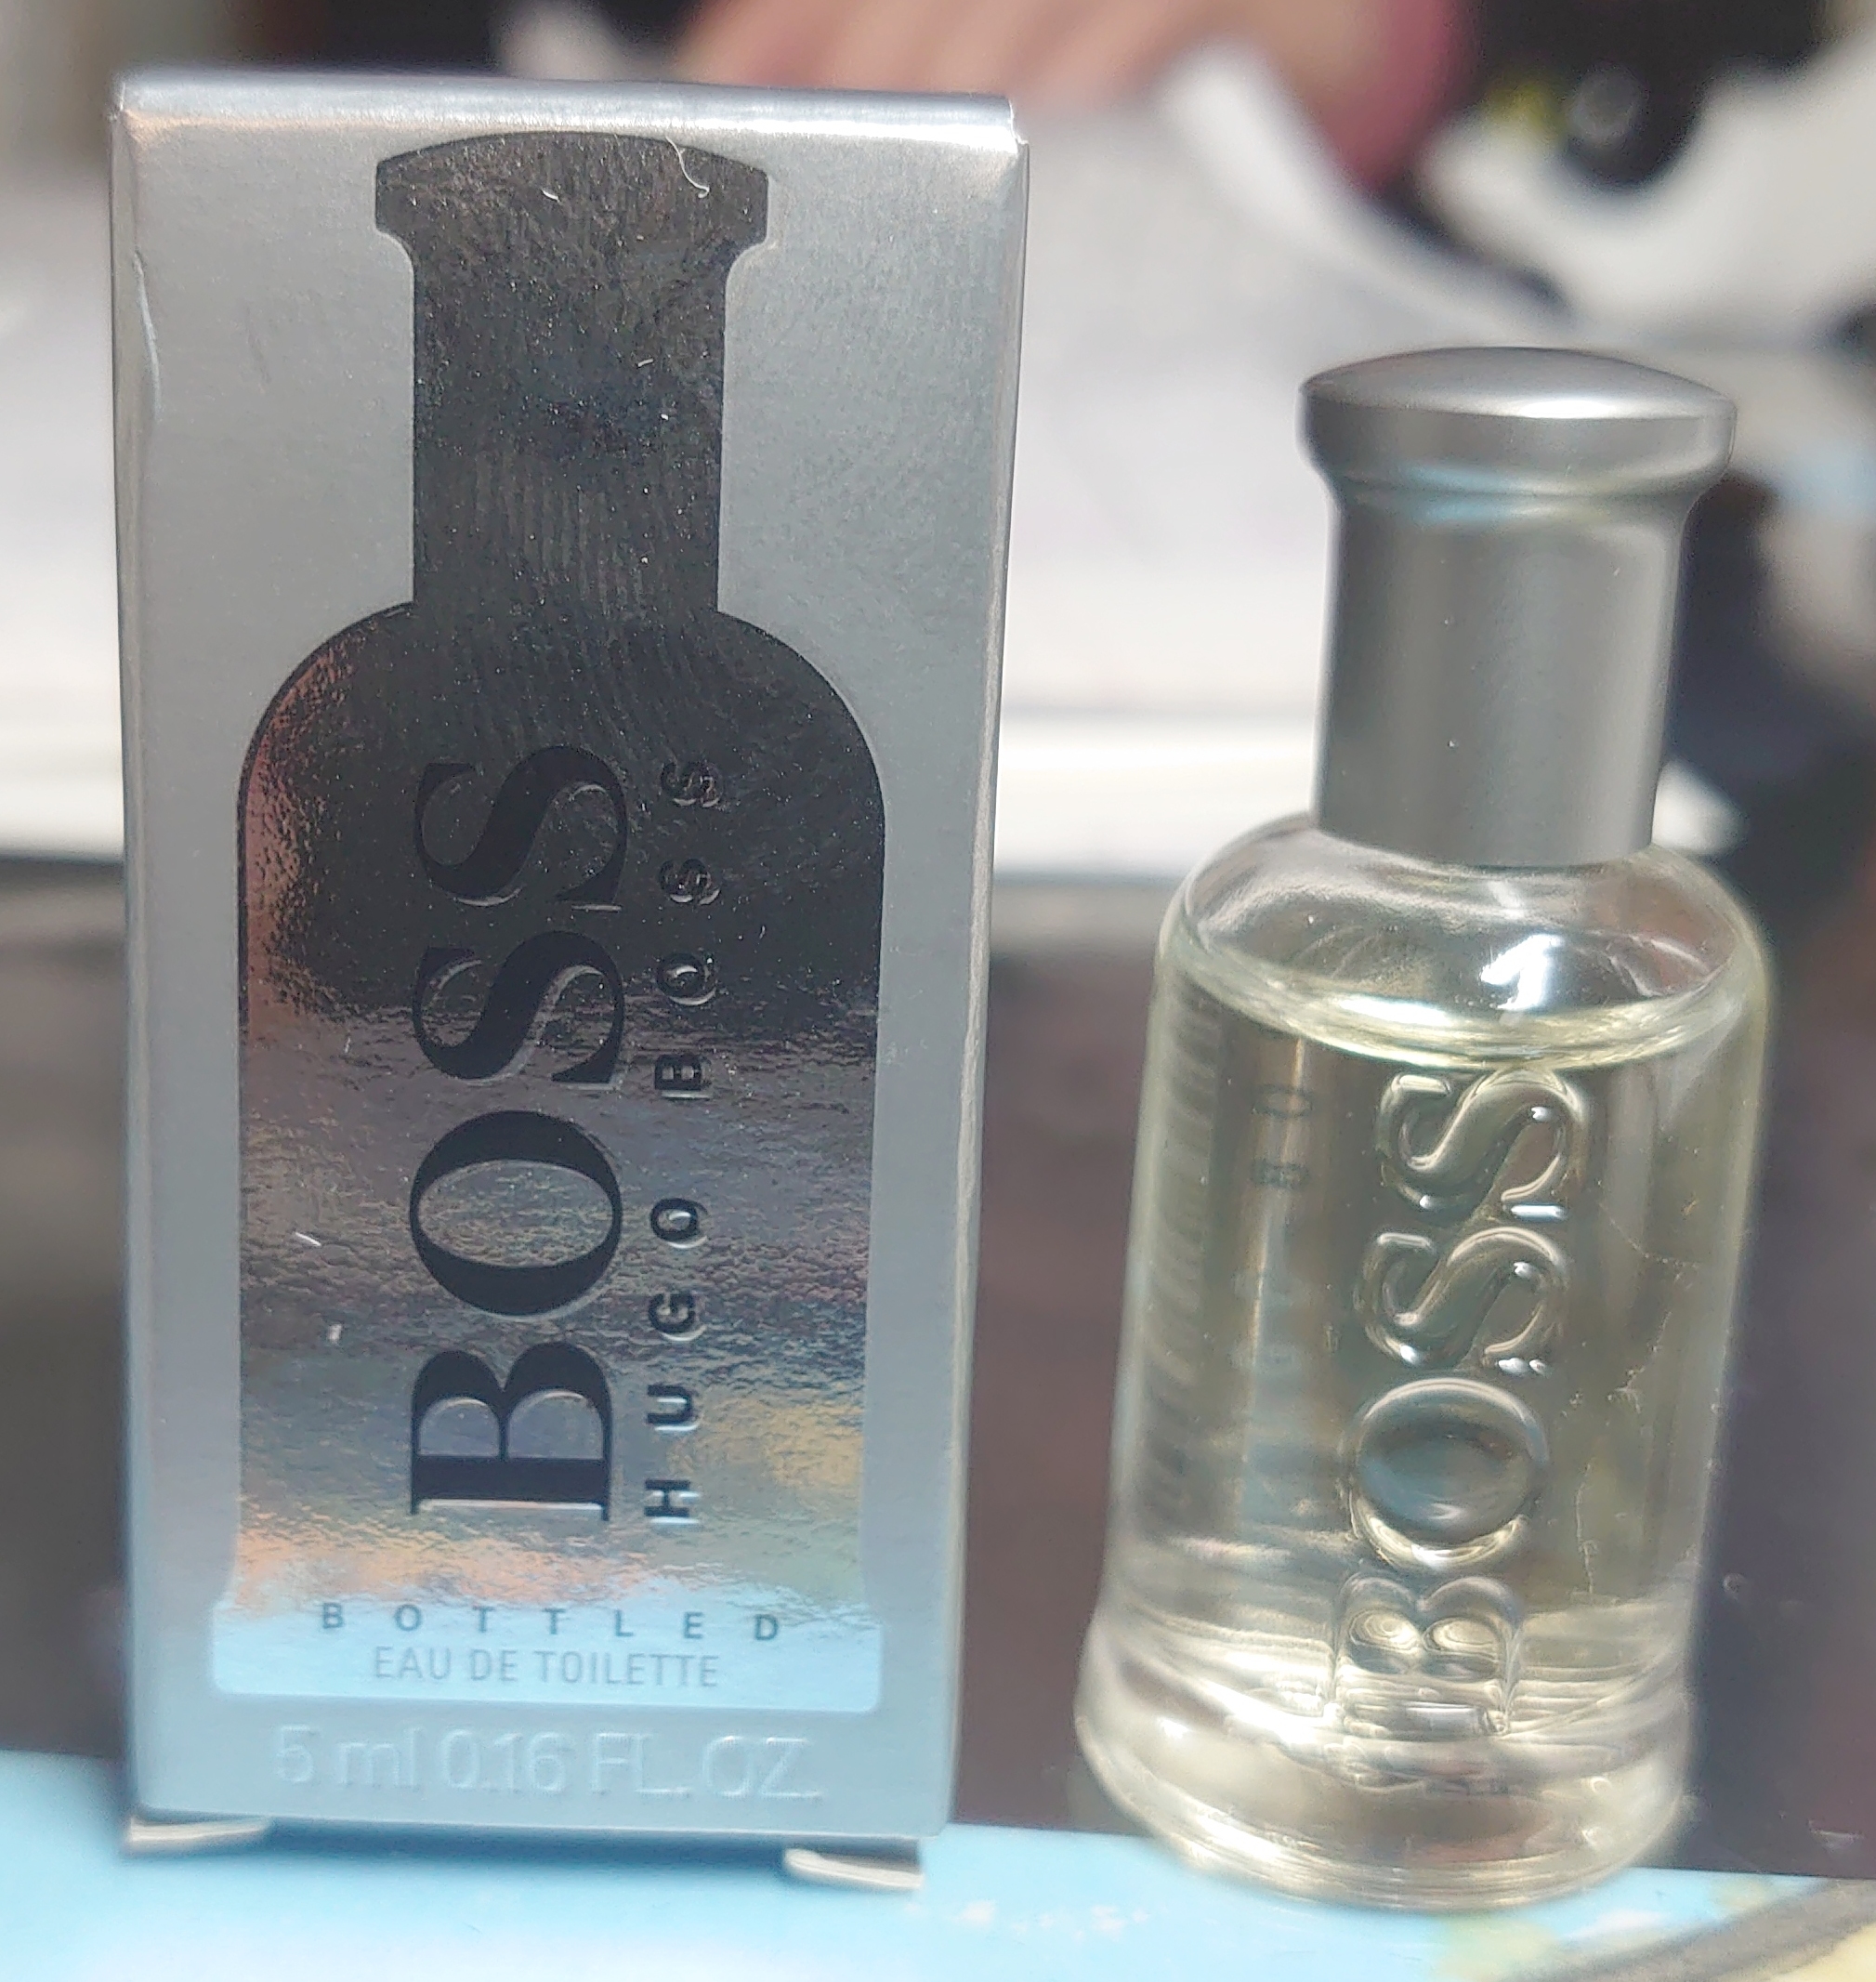 BOSS
HUGO BOSS
BOTTLED
EAU DE TOILETTE
5 ml 0.16 FL. OZ.
BOSS